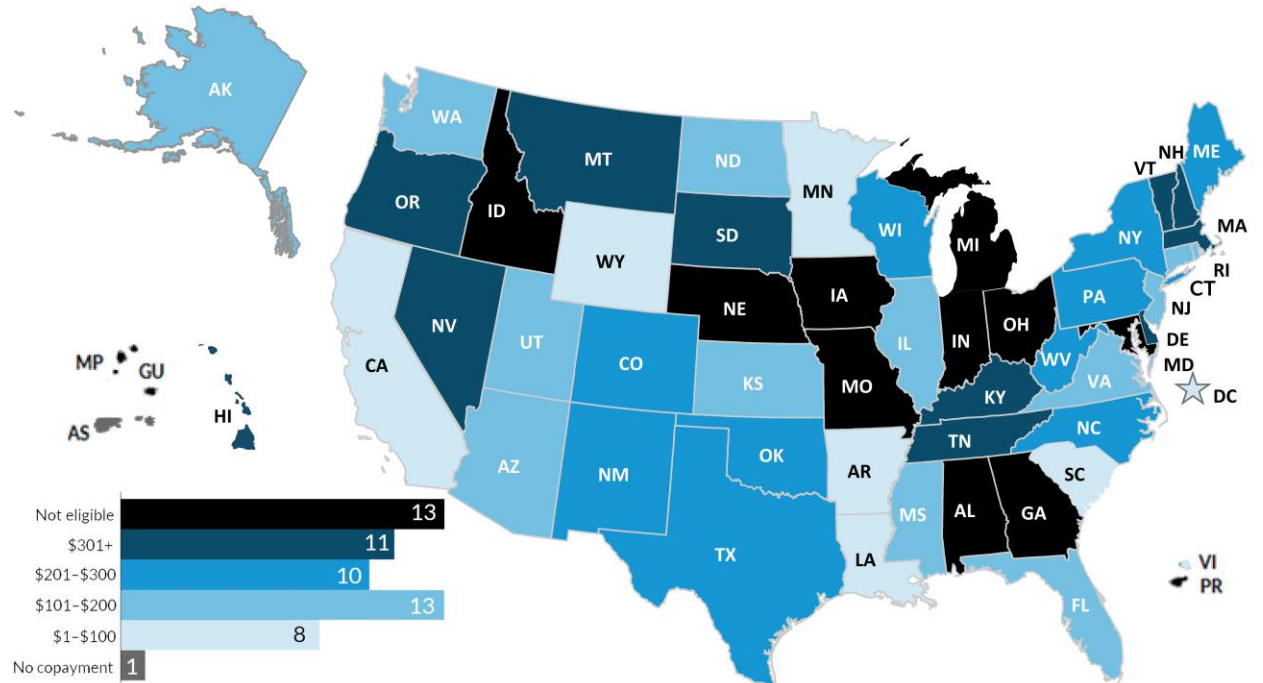 AK
WA
MT
ND
MN
VT
NH
ME
OR
ID
SD
WI
MI
NY
MA
RI
CT
WY
NE
IA
PA
NJ
NV
UT
CO
KS
MO
IL
IN
OH
WV
DE
MD
VA
DC
CA
KY
MP
GU
AS
HI
AZ
NM
OK
AR
TN
NC
SC
MS
AL
GA
TX
LA
FL
VI
PR
Not eligible 13
$301+ 11
$201–$300 10
$101–$200 13
$1–$100 8
No copayment 1